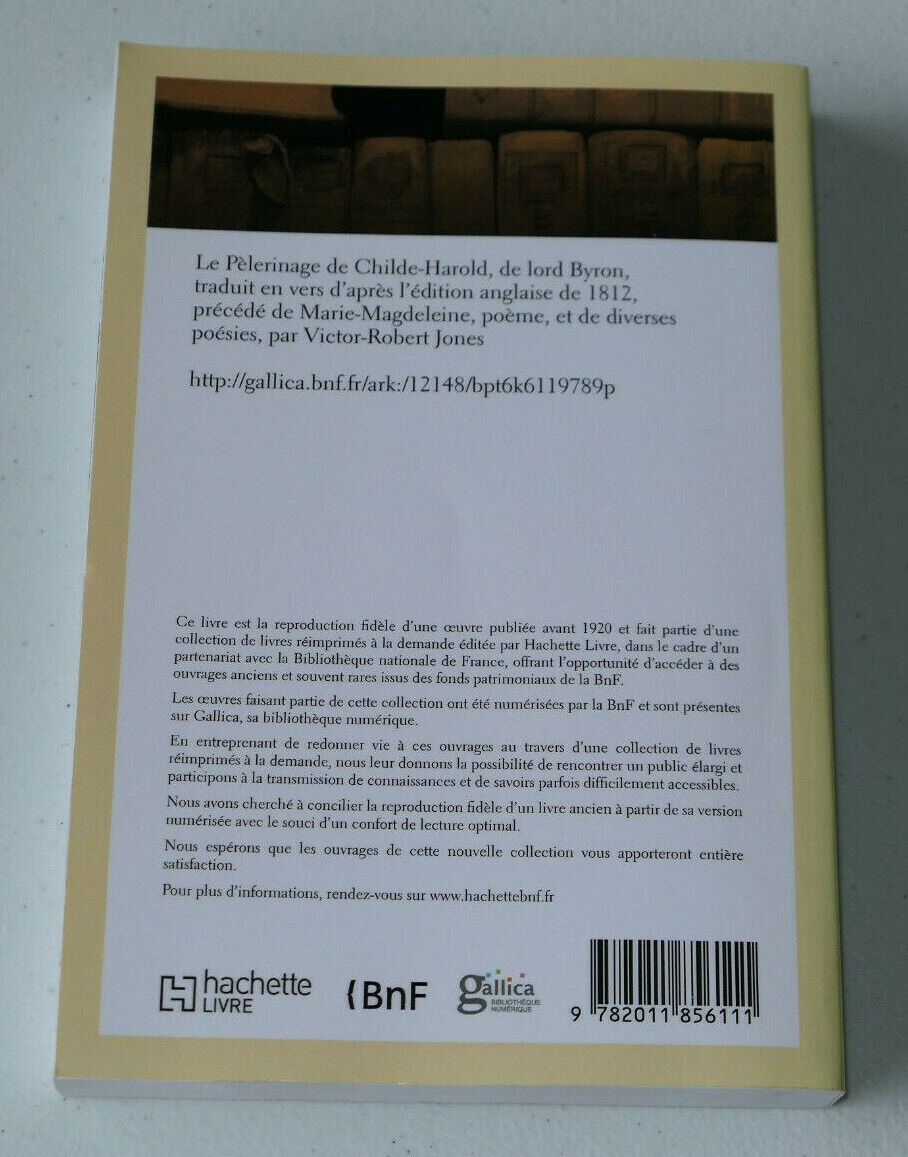 Le Pèlerinage de Childe-Harold, de lord Byron,
traduit en vers d'après l'édition anglaise de 1812,
précédé de Marie-Magdeleine, poème, et de diverses
poésies, par Victor-Robert Jones
http://gallica.bnf.fr/ark:/12148/bpt6k6119789p
Ce livre est la reproduction fidèle d'une œuvre publiée avant 1920 et fait partie d'une
collection de livres réimprimés à la demande éditée par Hachette Livre, dans le cadre d'un
partenariat avec la Bibliothèque nationale de France, offrant l'opportunité d'accéder à des
ouvrages anciens et souvent rares issus des fonds patrimoniaux de la BnF.
Les œuvres faisant partie de cette collection ont été numérisées par la BnF et sont présentes
sur Gallica, sa bibliothèque numérique.
En entreprenant de redonner vie à ces ouvrages au travers d'une collection de livres
réimprimés à la demande, nous leur donnons la possibilité de rencontrer un public élargi et
participons à la transmission de connaissances et de savoirs parfois difficilement accessibles.
Nous avons cherché à concilier la reproduction fidèle d'un livre ancien à partir de sa version
numérisée avec le souci d'un confort de lecture optimal.
Nous espérons que les ouvrages de cette nouvelle collection vous apporteront entière
satisfaction.
Pour plus d'informations, rendez-vous sur www.hachettebnf.fr
hachette
LIVRE
BnF
gallica
BIBLIOTHÈQUE
NUMÉRIQUE
9 782011 856111